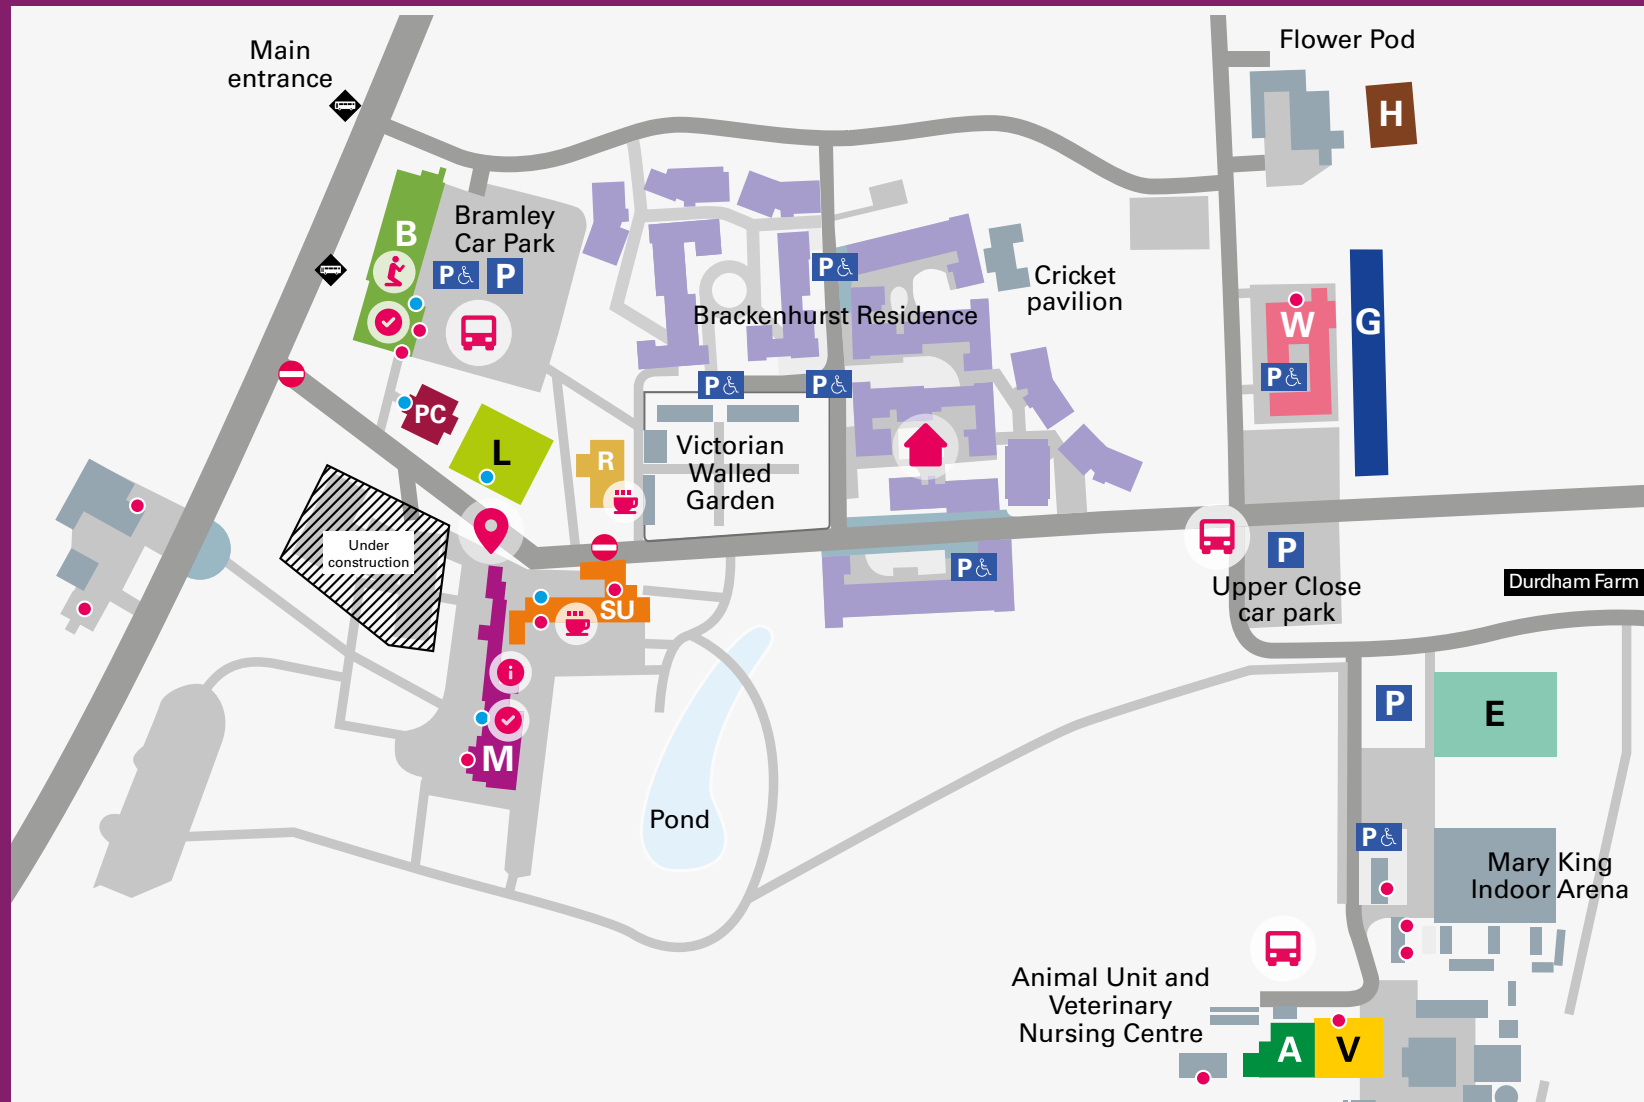 Main
entrance
Flower Pod
H
B
Bramley
Car Park
P
P
P
Cricket
pavilion
Brackenhurst Residence
W
G
P
P
P
P
PC
L
R
Victorian
Walled
Garden
Under
construction
P
P
Upper Close
car park
Durdham Farm
SU
i
M
Pond
P
E
P
Mary King
Indoor Arena
Animal Unit and
Veterinary
Nursing Centre
A
V